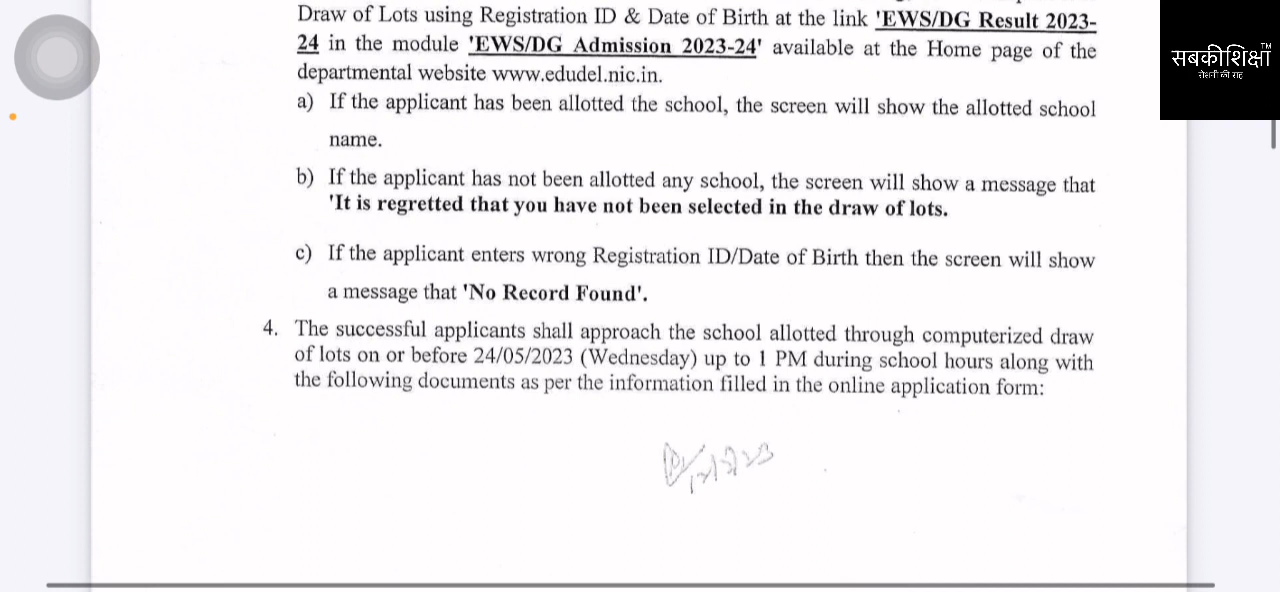 Draw of Lots using Registration ID & Date of Birth at the link 'EWS/DG Result 2023-
24 in the module 'EWS/DG Admission 2023-24' available at the Home page of the
departmental website www.edudel.nic.in.
a) If the applicant has been allotted the school, the screen will show the allotted school
name.
b) If the applicant has not been allotted any school, the screen will show a message that
'It is regretted that you have not been selected in the draw of lots.
c) If the applicant enters wrong Registration ID/Date of Birth then the screen will show
a message that 'No Record Found'.
4. The successful applicants shall approach the school allotted through computerized draw
of lots on or before 24/05/2023 (Wednesday) up to 1 PM during school hours along with
the following documents as per the information filled in the online application form:
सबकीशिक्षा TM
रोशनी की राह